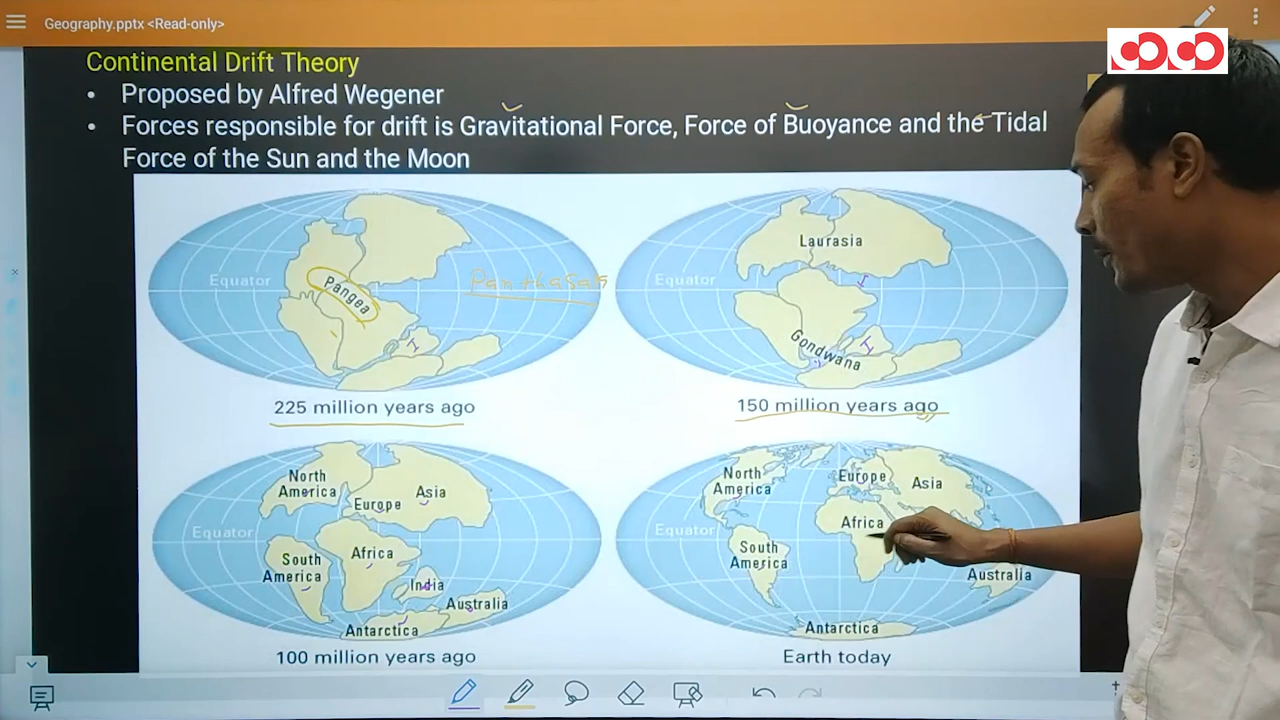 Geography.pptx <Read-only>
Continental Drift Theory
• Proposed by Alfred Wegener
• Forces responsible for drift is Gravitational Force, Force of Buoyance and the Tidal
Force of the Sun and the Moon
Equator
Pangea
Panthasah
225 million years ago
Laurasia
Equator
Gondwana
I
150 million years ago
North
America
Europe
Asia
Equator
South
America
Africa
India
Australia
Antarctica
100 million years ago
North
America
Europe
Asia
Equator
Africa
South
America
Australia
Antarctica
Earth today